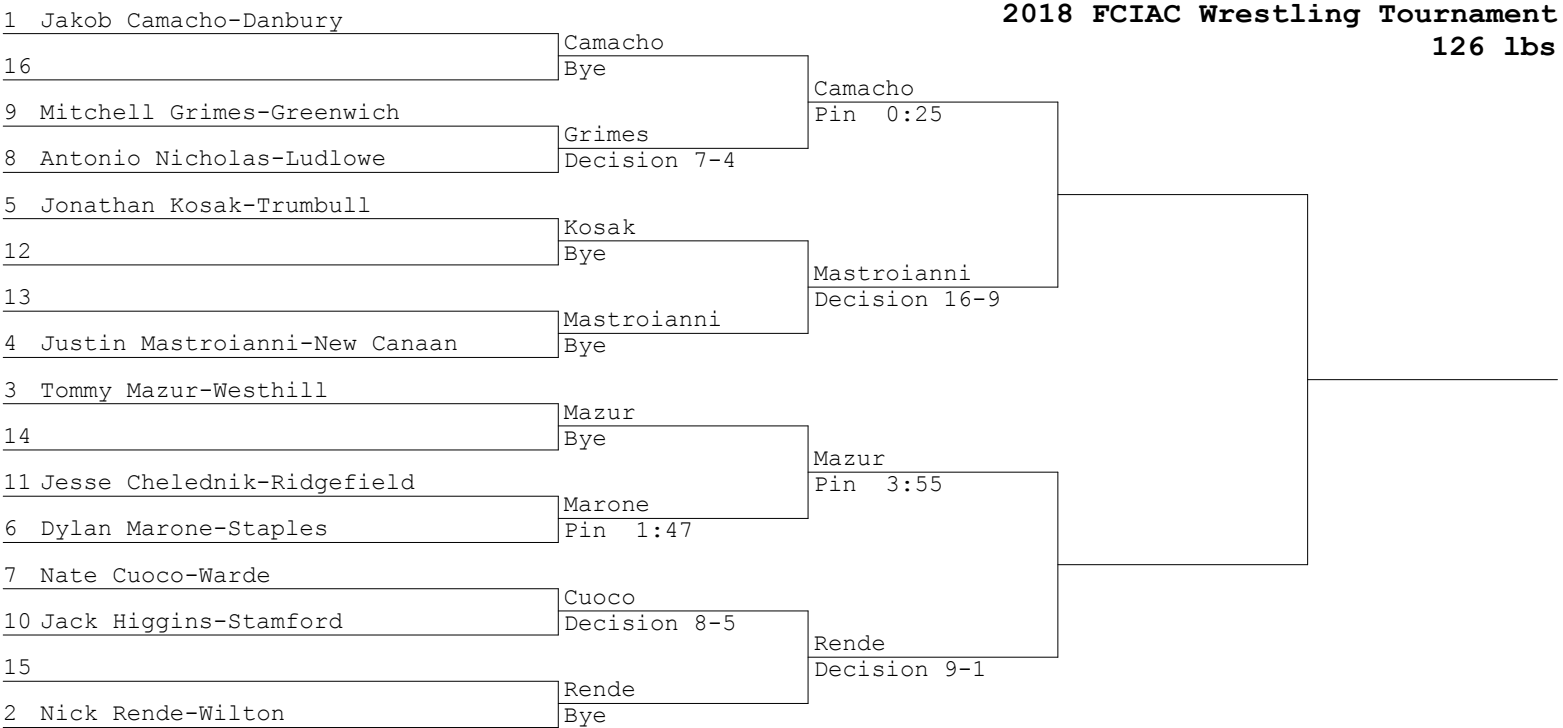 2018 FCIAC Wrestling Tournament
126 lbs
1 Jakob Camacho-Danbury
16
9 Mitchell Grimes-Greenwich
8 Antonio Nicholas-Ludlowe
5 Jonathan Kosak-Trumbull
12
13
4 Justin Mastroianni-New Canaan
3 Tommy Mazur-Westhill
14
11 Jesse Chelednik-Ridgefield
6 Dylan Marone-Staples
7 Nate Cuoco-Warde
10 Jack Higgins-Stamford
15
2 Nick Rende-Wilton
Camacho
Bye
Grimes
Decision 7-4
Kosak
Bye
Mastroianni
Bye
Mazur
Bye
Marone
Pin 1:47
Cuoco
Decision 8-5
Rende
Bye
Camacho
Pin 0:25
Mastroianni
Decision 16-9
Mazur
Pin 3:55
Rende
Decision 9-1